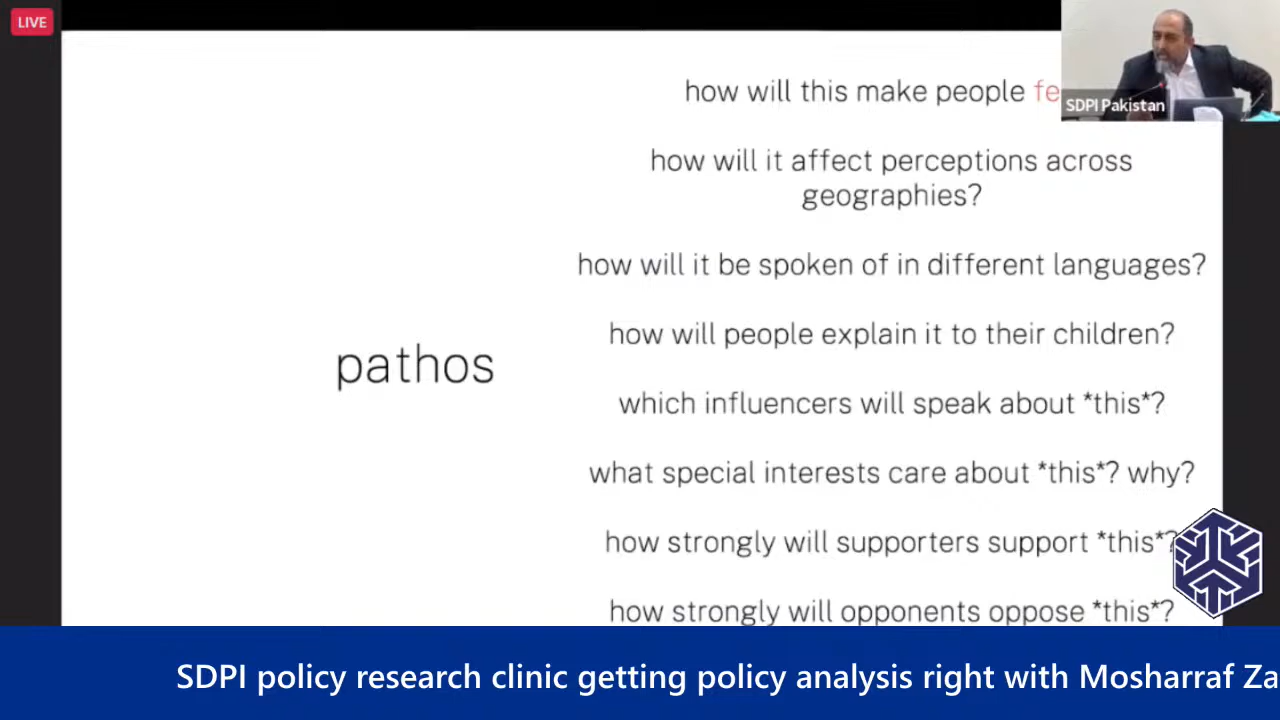 LIVE
how will this make people fe
SDPI Pakistan
how will it affect perceptions across
geographies?
how will it be spoken of in different languages?
how will people explain it to their children?
pathos
which influencers will speak about *this*?
what special interests care about *this*? why?
how strongly will supporters support *this*?
how strongly will opponents oppose *this*?
SDPI policy research clinic getting policy analysis right with Mosharraf Za